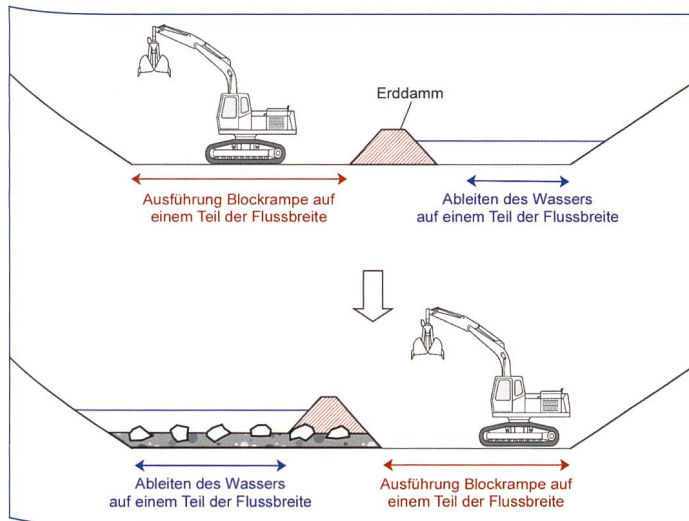 Erddamm
Ausführung Blockrampe auf
einem Teil der Flussbreite
Ableiten des Wassers
auf einem Teil der Flussbreite
Ableiten des Wassers
auf einem Teil der Flussbreite
Ausführung Blockrampe auf
einem Teil der Flussbreite